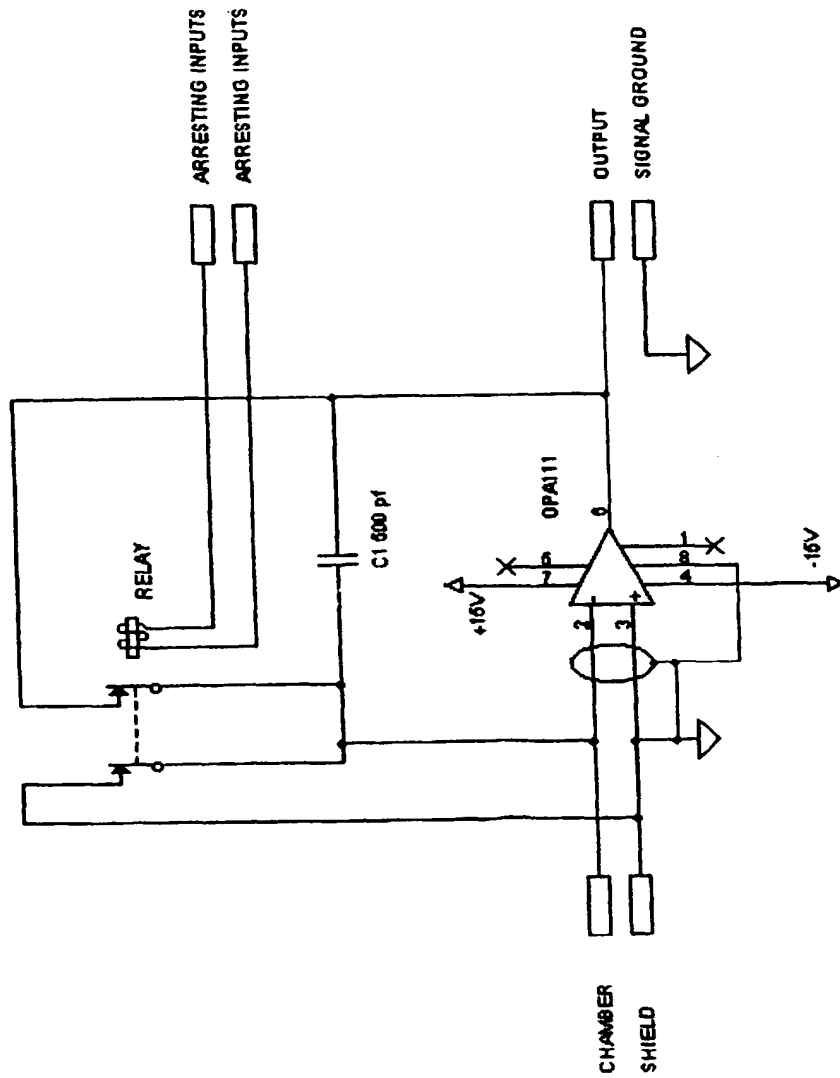 ARRESTING INPUTS
ARRESTING INPUTS
RELAY
C1 600 pf
OPA111
+15V
-15V
2
3
7
5
6
1
8
4
OUTPUT
SIGNAL GROUND
CHAMBER
SHIELD